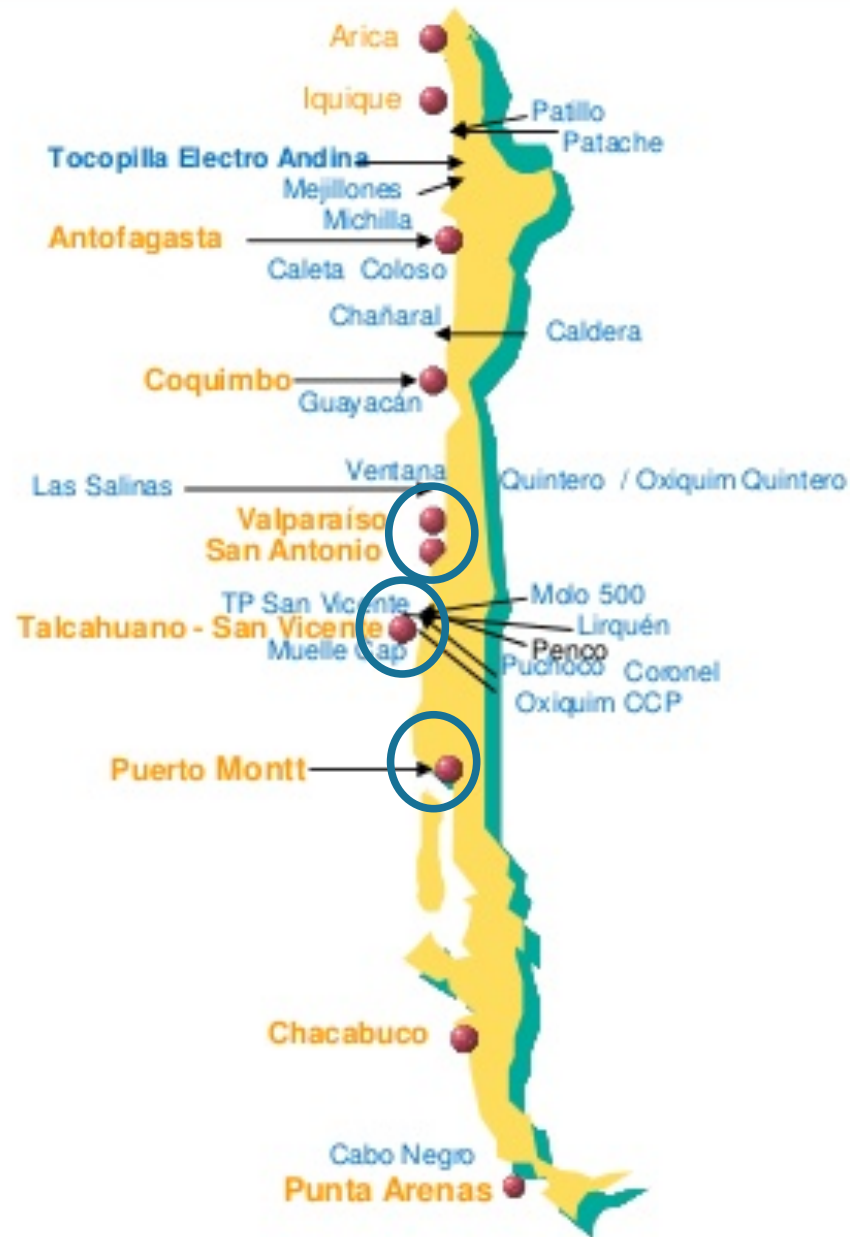 Arica
Iquique
Patillo
Patache
Tocopilla Electro Andina
Mejillones
Michilla
Antofagasta
Caleta Coloso
Chañaral
Caldera
Coquimbo
Guayacán
Ventana
Las Salinas
Quintero / Oxiquim Quintero
Valparaíso
San Antonio
TP San Vicente
Molo 500
Talcahuano - San Vicente
Lirquén
Muelle Cap
Penco
Puchoco Coronel
Oxiquim CCP
Puerto Montt
Chacabuco
Cabo Negro
Punta Arenas